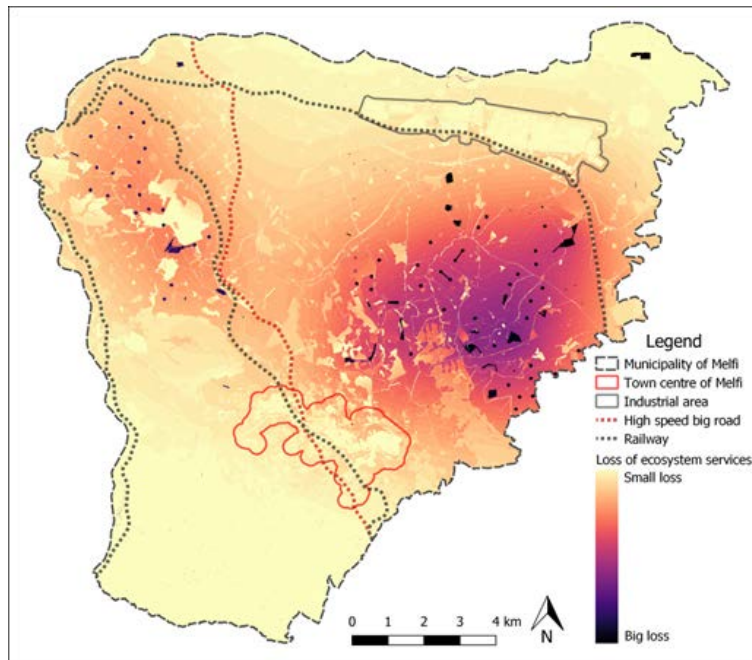 Legend
Municipality of Melfi
Town centre of Melfi
Industrial area
High speed big road
Railway
Loss of ecosystem services
Small loss
Big loss
0 1 2 3 4 km
N